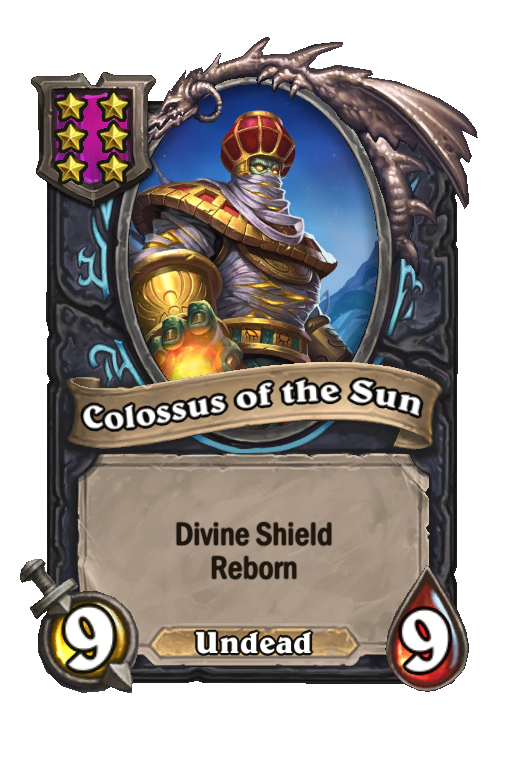 Colossus of the Sun
Divine Shield
Reborn
9
Undead
9